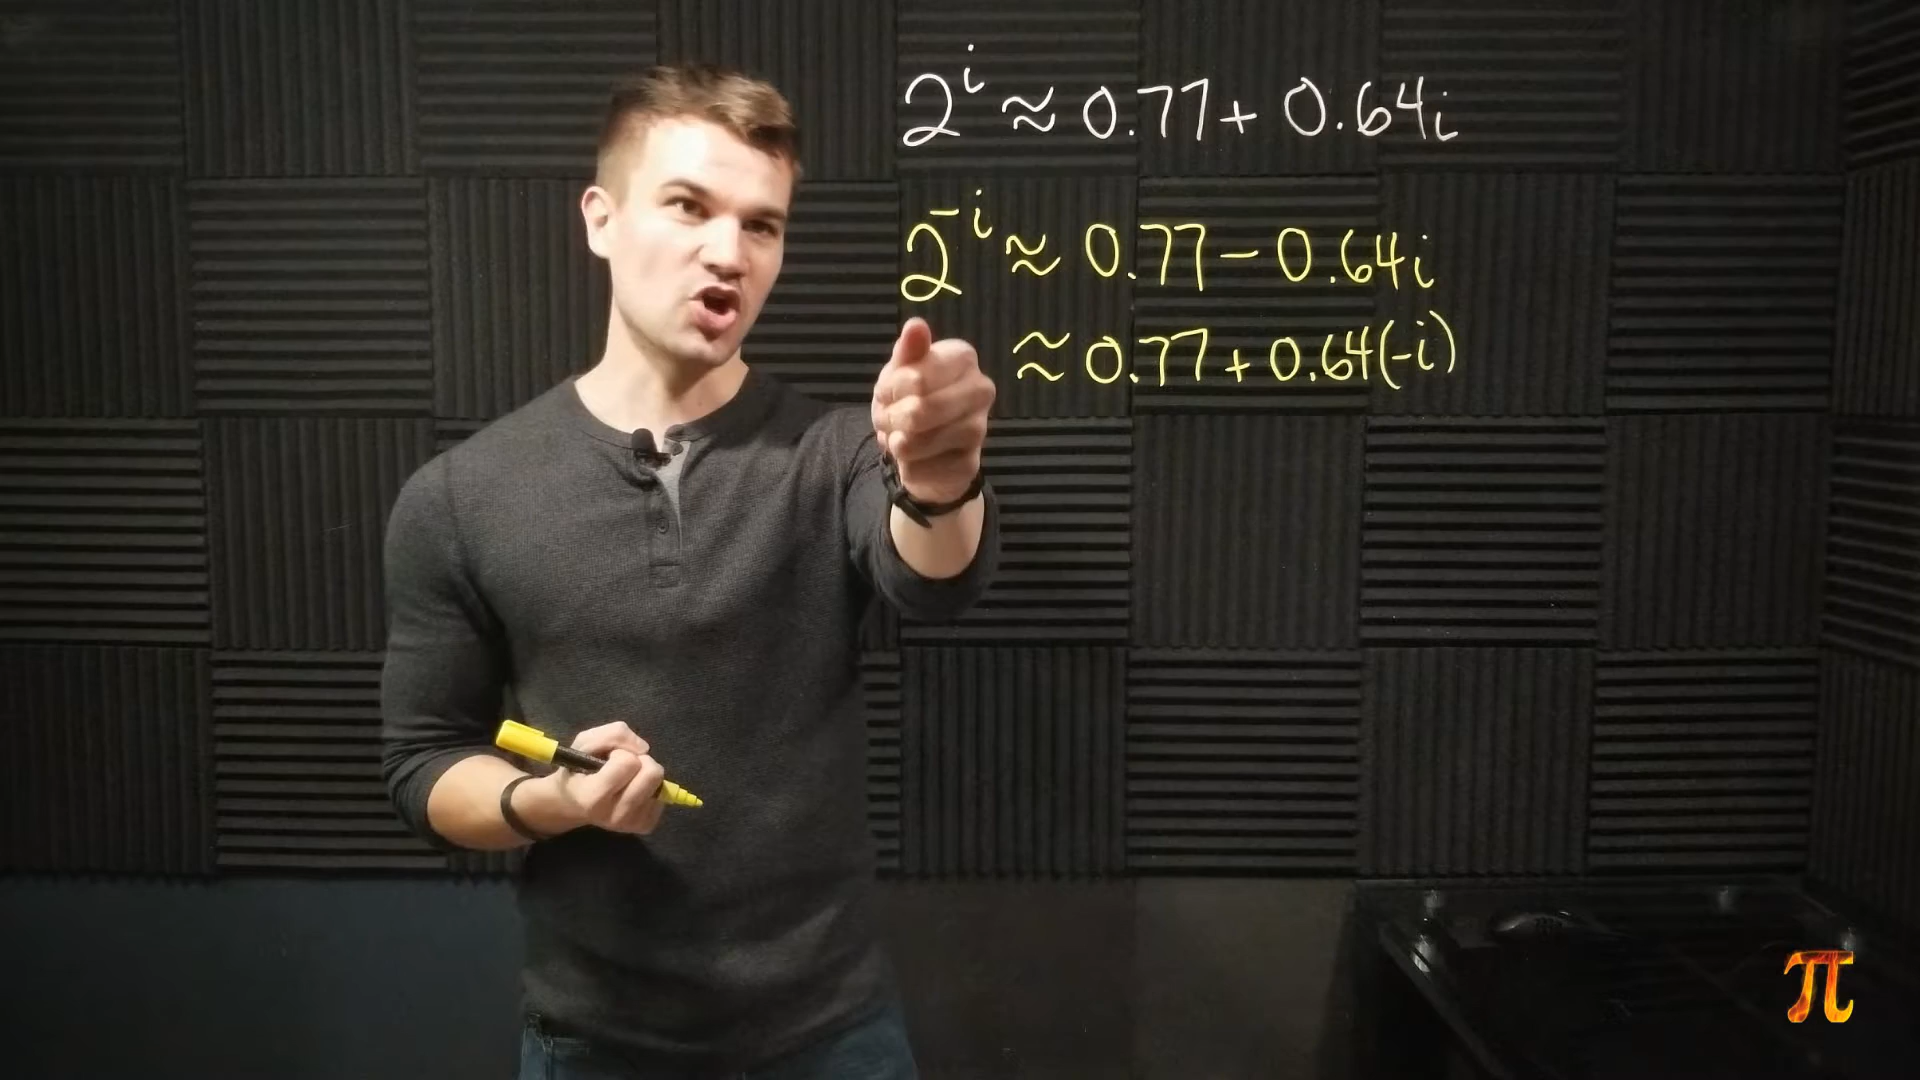 2^i ≈ 0.77 + 0.64i
2^-i ≈ 0.77 - 0.64i
≈ 0.77 + 0.64(-i)
π